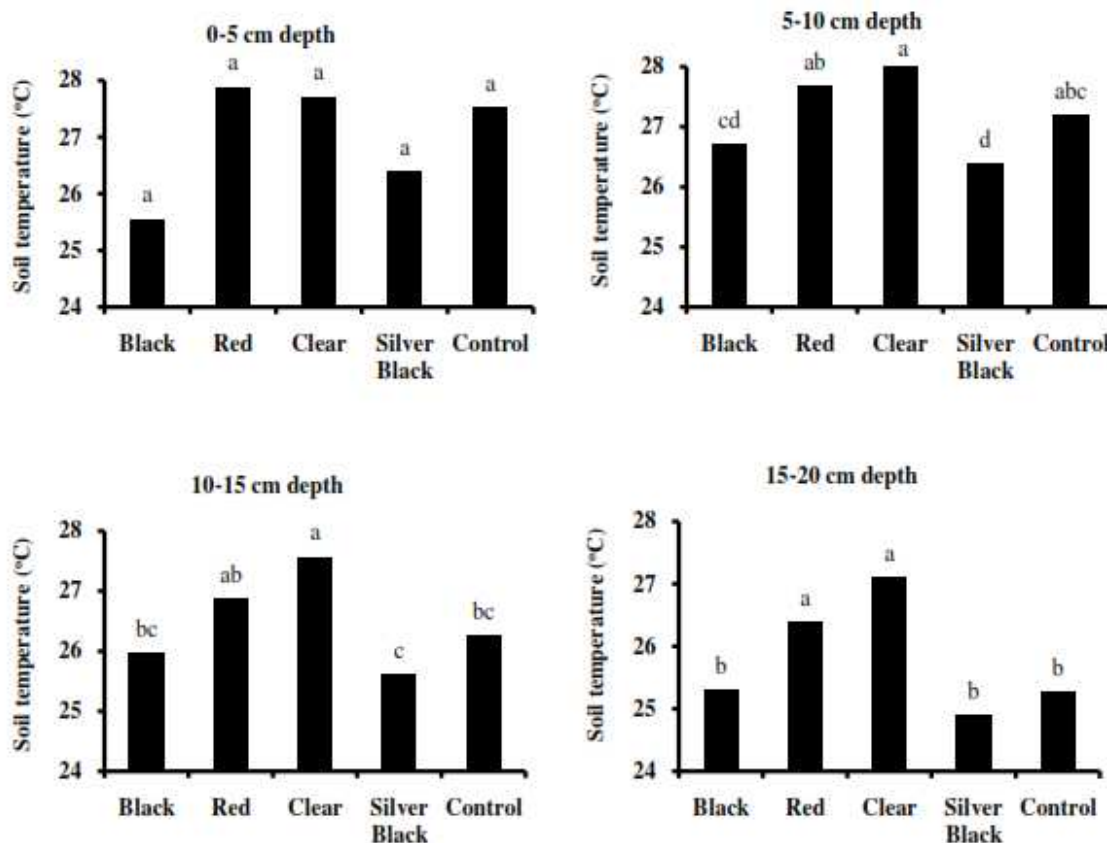 0-5 cm depth
Soil temperature (°C)
28
27
26
25
24
a
a
a
a
a
Black
Red
Clear
Silver
Black
Control
5-10 cm depth
Soil temperature (°C)
28
27
26
25
24
cd
ab
a
d
abc
Black
Red
Clear
Silver
Black
Control
10-15 cm depth
Soil temperature (°C)
28
27
26
25
24
bc
ab
a
c
bc
Black
Red
Clear
Silver
Black
Control
15-20 cm depth
Soil temperature (°C)
28
27
26
25
24
b
a
a
b
b
Black
Red
Clear
Silver
Black
Control